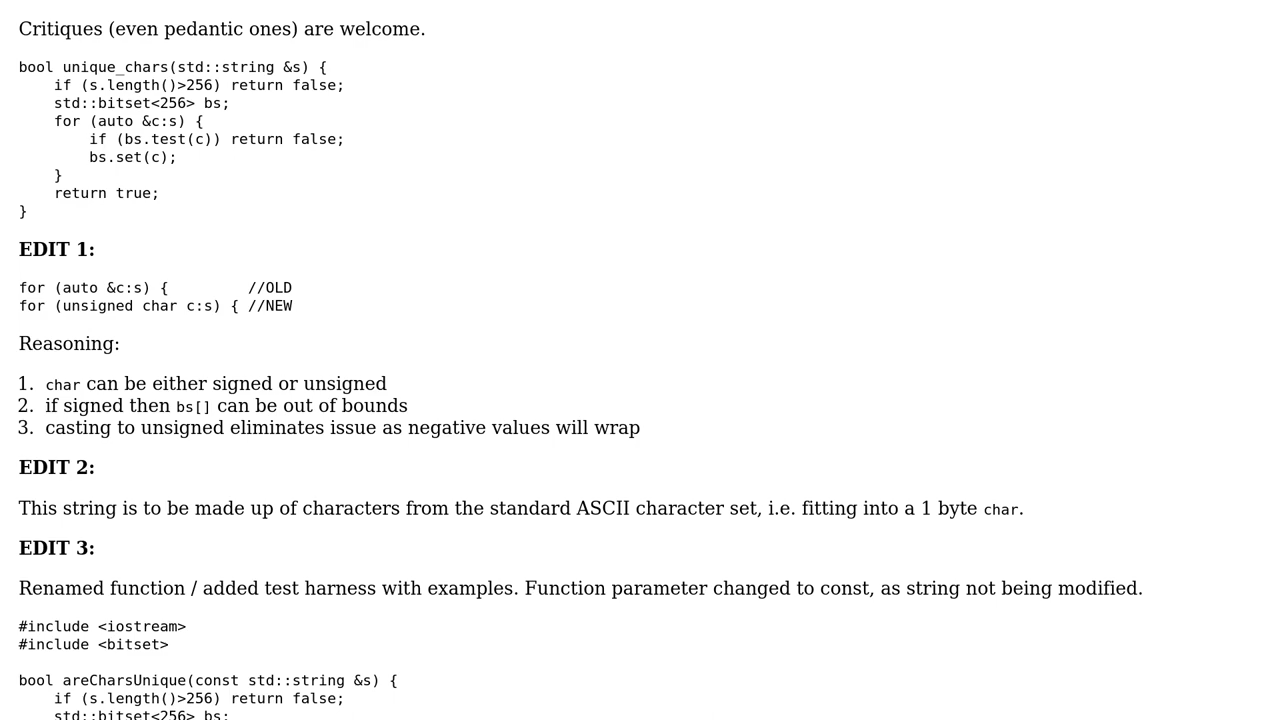 Critiques (even pedantic ones) are welcome.
bool unique_chars(std::string &s) {
    if (s.length()>256) return false;
    std::bitset<256> bs;
    for (auto &c:s) {
        if (bs.test(c)) return false;
        bs.set(c);
    }
    return true;
}
EDIT 1:
for (auto &c:s) {         //OLD
for (unsigned char c:s) { //NEW
Reasoning:
1. char can be either signed or unsigned
2. if signed then bs[] can be out of bounds
3. casting to unsigned eliminates issue as negative values will wrap
EDIT 2:
This string is to be made up of characters from the standard ASCII character set, i.e. fitting into a 1 byte char.
EDIT 3:
Renamed function / added test harness with examples. Function parameter changed to const, as string not being modified.
#include <iostream>
#include <bitset>
bool areCharsUnique(const std::string &s) {
    if (s.length()>256) return false;
    std::bitset<256> bs;